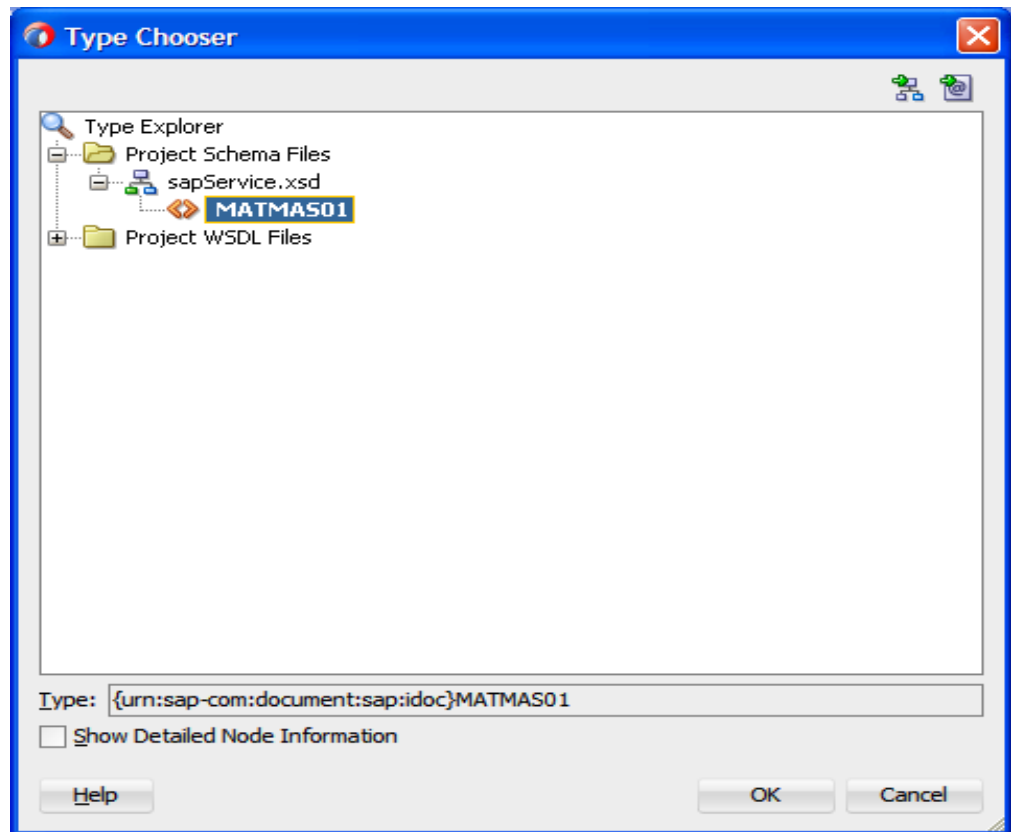 Type Chooser
Type Explorer
Project Schema Files
sapService.xsd
MATMAS01
Project WSDL Files
Type: {urn:sap-com:document:sap:idoc}MATMAS01
Show Detailed Node Information
Help OK Cancel